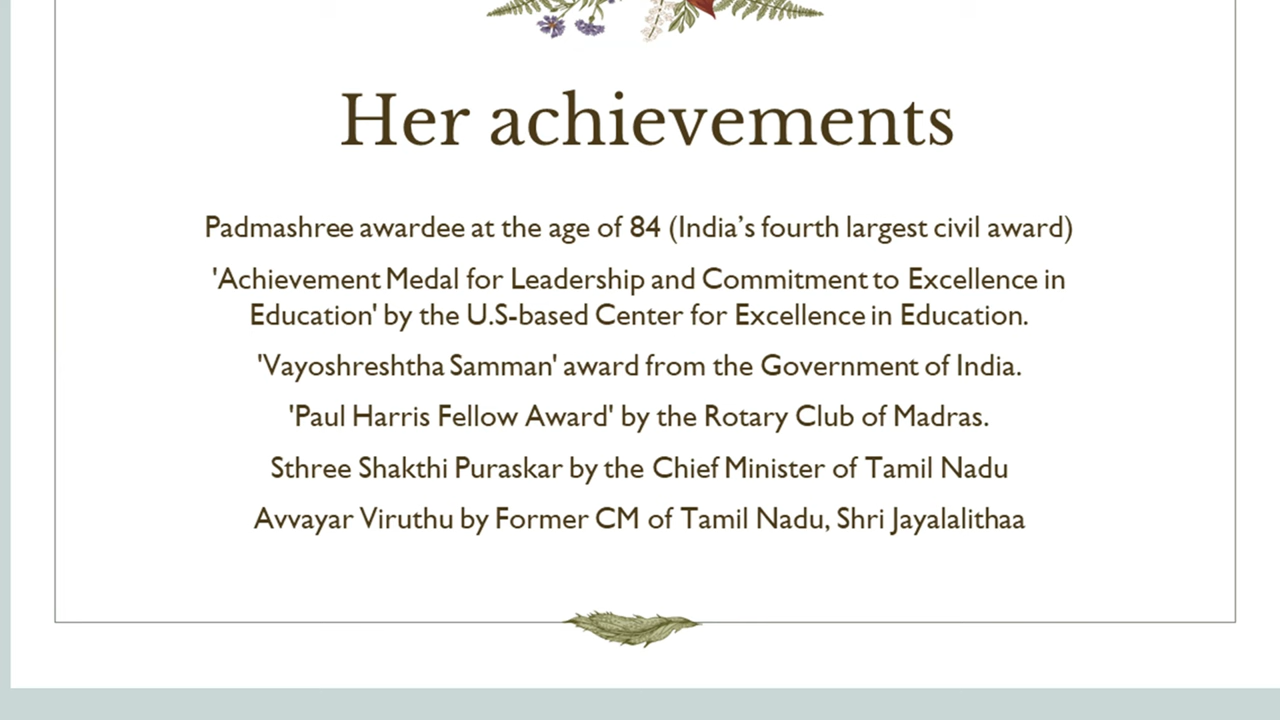 Her achievements
Padmashree awardee at the age of 84 (India’s fourth largest civil award)
'Achievement Medal for Leadership and Commitment to Excellence in
Education' by the U.S-based Center for Excellence in Education.
'Vayoshreshtha Samman' award from the Government of India.
'Paul Harris Fellow Award' by the Rotary Club of Madras.
Sthree Shakthi Puraskar by the Chief Minister of Tamil Nadu
Avvayar Viruthu by Former CM of Tamil Nadu, Shri Jayalalithaa